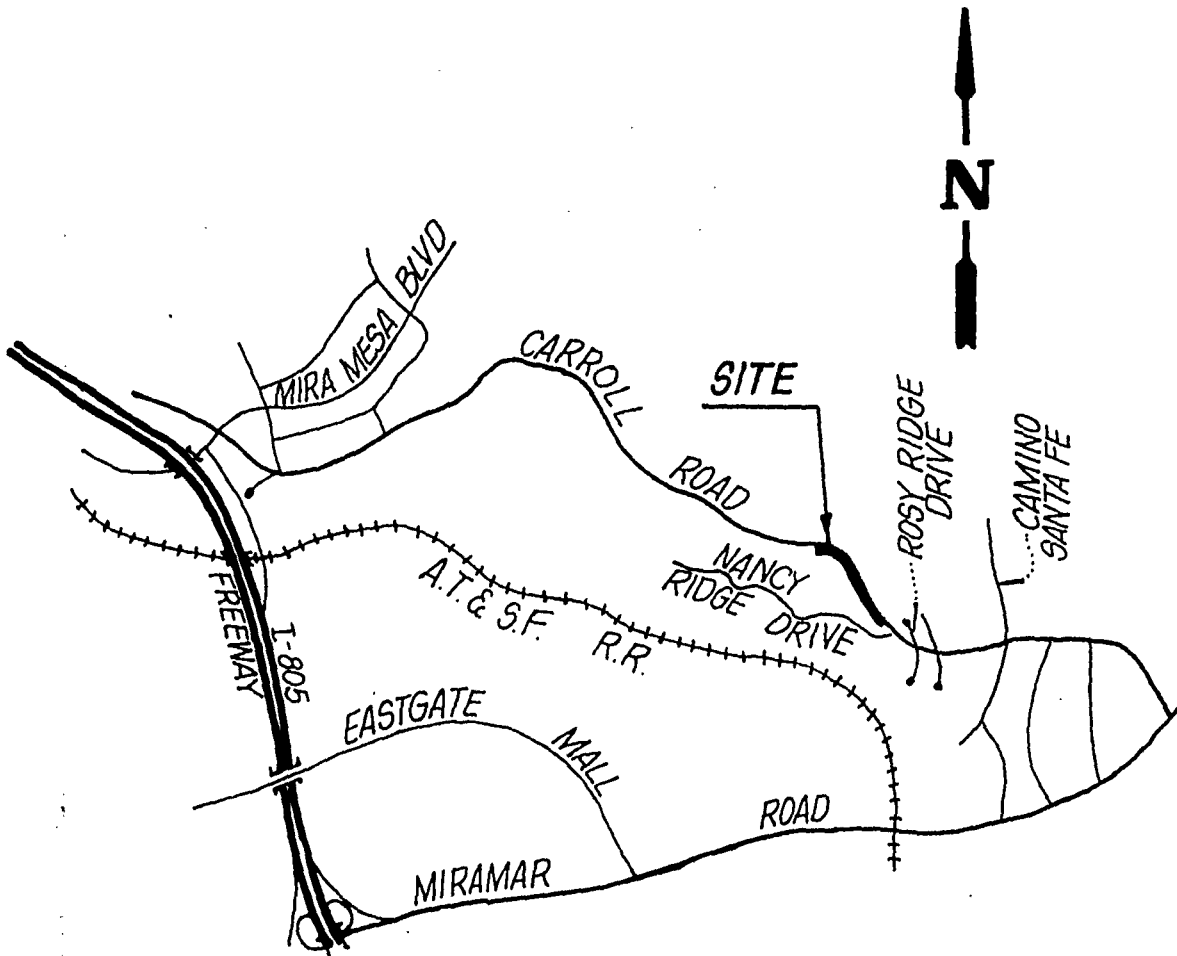 N
MIRA MESA BLVD
CARROLL
ROAD
SITE
ROSY RIDGE
DRIVE
CAMINO
SANTA FE
NANCY
RIDGE DRIVE
A.T. & S.F. R.R.
FREEWAY
I-805
EASTGATE
MALL
MIRAMAR
ROAD